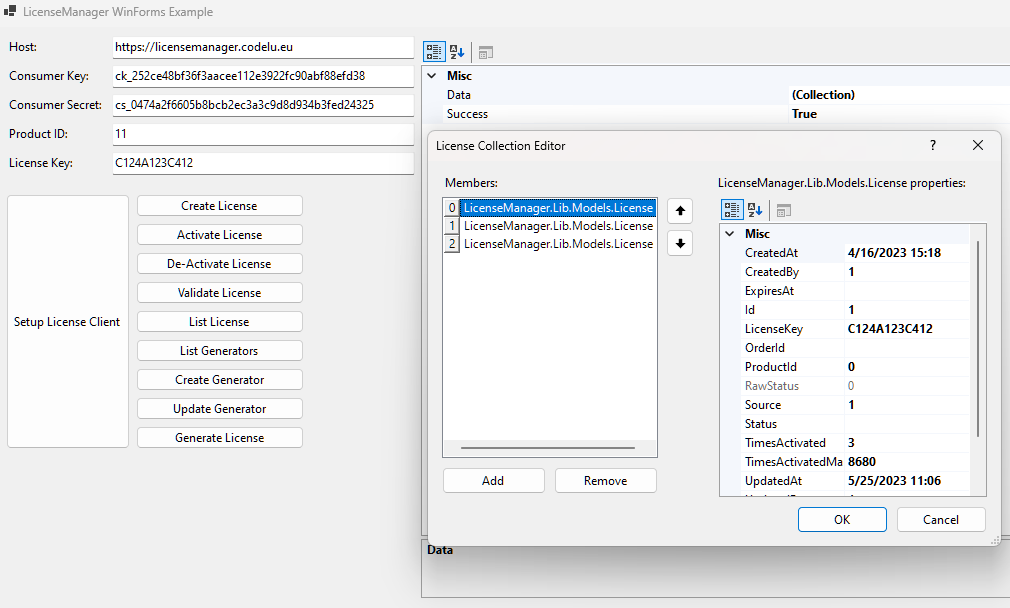 LicenseManager WinForms Example
Host: https://licensemanager.codelu.eu
Consumer Key: ck_252ce48bf36f3aacee112e3922fc90abf88efd38
Consumer Secret: cs_0474a2f6605b8bcb2ec3a3c9d8d934b3fed24325
Product ID: 11
License Key: C124A123C412
Setup License Client
Create License
Activate License
De-Activate License
Validate License
List License
List Generators
Create Generator
Update Generator
Generate License
Misc
Data (Collection)
Success True
License Collection Editor
Members:
0 LicenseManager.Lib.Models.License
1 LicenseManager.Lib.Models.License
2 LicenseManager.Lib.Models.License
Add Remove
LicenseManager.Lib.Models.License properties:
Misc
CreatedAt 4/16/2023 15:18
CreatedBy 1
ExpiresAt
Id 1
LicenseKey C124A123C412
OrderId
ProductId 0
RawStatus 0
Source 1
Status
TimesActivated 3
TimesActivatedMa 8680
UpdatedAt 5/25/2023 11:06
OK Cancel
Data